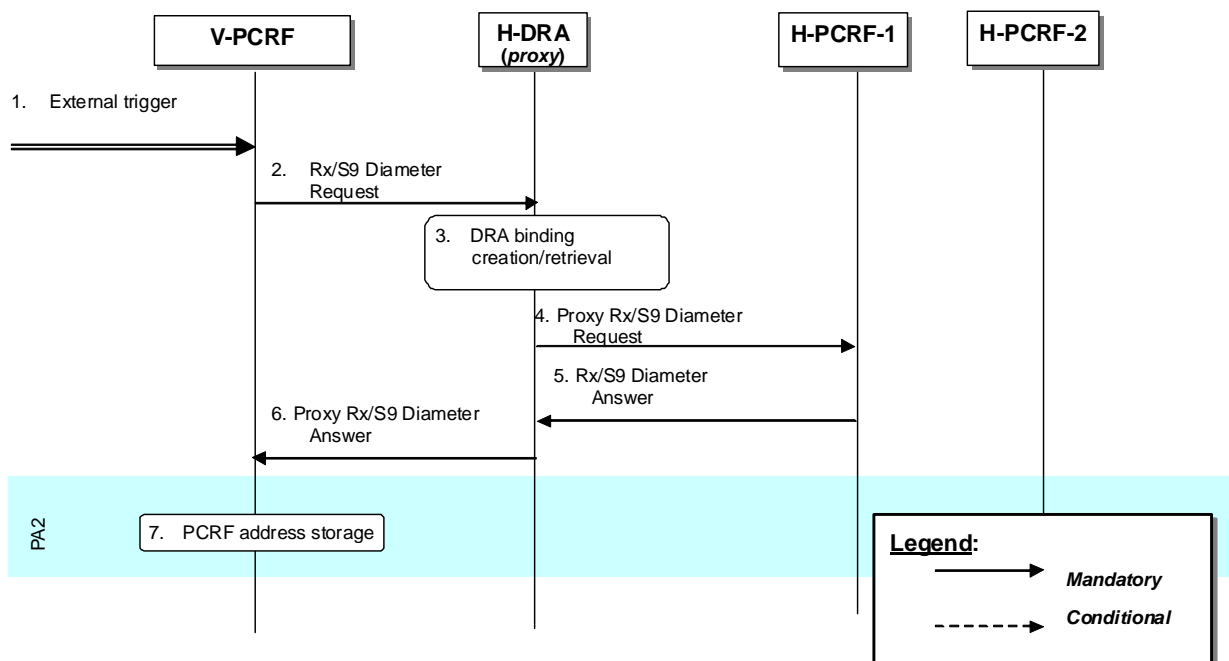 V-PCRF
H-DRA
(proxy)
H-PCRF-1
H-PCRF-2
1. External trigger
2. Rx/S9 Diameter
Request
3. DRA binding
creation/retrieval
4. Proxy Rx/S9 Diameter
Request
5. Rx/S9 Diameter
Answer
6. Proxy Rx/S9 Diameter
Answer
PA2
7. PCRF address storage
Legend:
Mandatory
Conditional